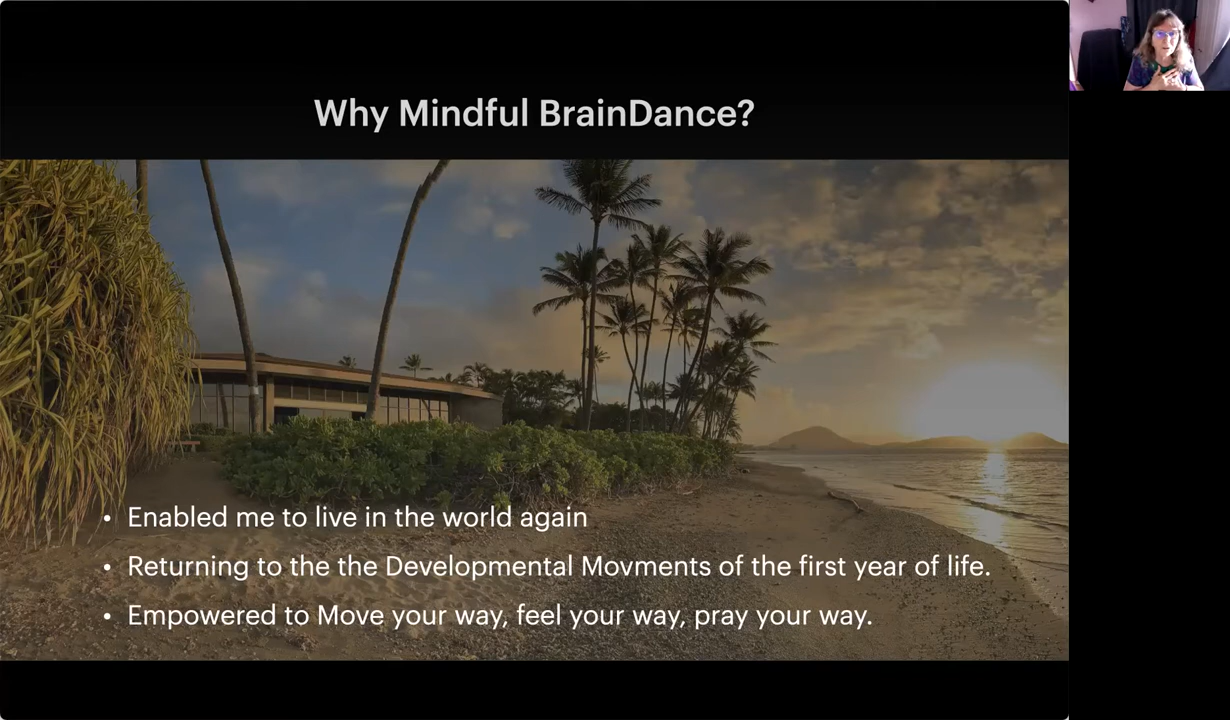 Why Mindful BrainDance?
• Enabled me to live in the world again
• Returning to the the Developmental Movments of the first year of life.
• Empowered to Move your way, feel your way, pray your way.